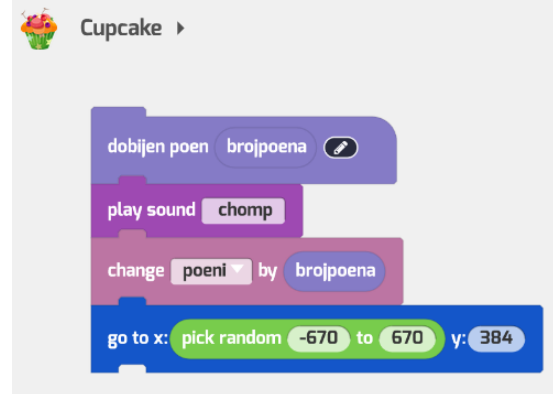 Cupcake
dobijen poen brojpoena
play sound chomp
change poeni by brojpoena
go to x: pick random -670 to 670 y: 384